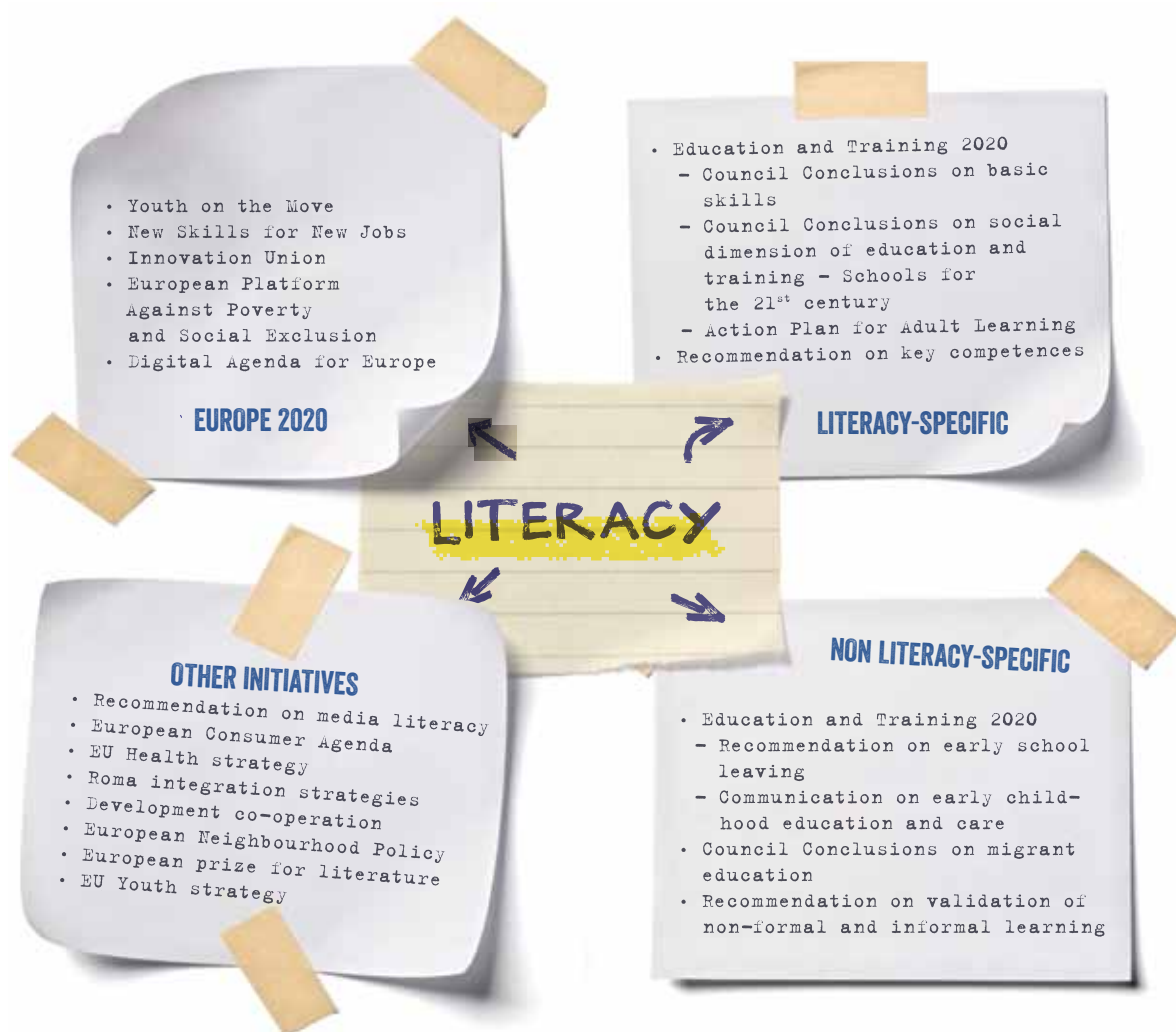 • Youth on the Move
• New Skills for New Jobs
• Innovation Union
• European Platform
Against Poverty
and Social Exclusion
• Digital Agenda for Europe
EUROPE 2020
• Education and Training 2020
– Council Conclusions on basic
skills
– Council Conclusions on social
dimension of education and
training – Schools for
the 21st century
– Action Plan for Adult Learning
• Recommendation on key competences
LITERACY-SPECIFIC
LITERACY
OTHER INITIATIVES
• Recommendation on media literacy
• European Consumer Agenda
• EU Health strategy
• Roma integration strategies
• Development co-operation
• European Neighbourhood Policy
• European prize for literature
• EU Youth strategy
NON LITERACY-SPECIFIC
• Education and Training 2020
– Recommendation on early school
leaving
– Communication on early child-
hood education and care
• Council Conclusions on migrant
education
• Recommendation on validation of
non-formal and informal learning